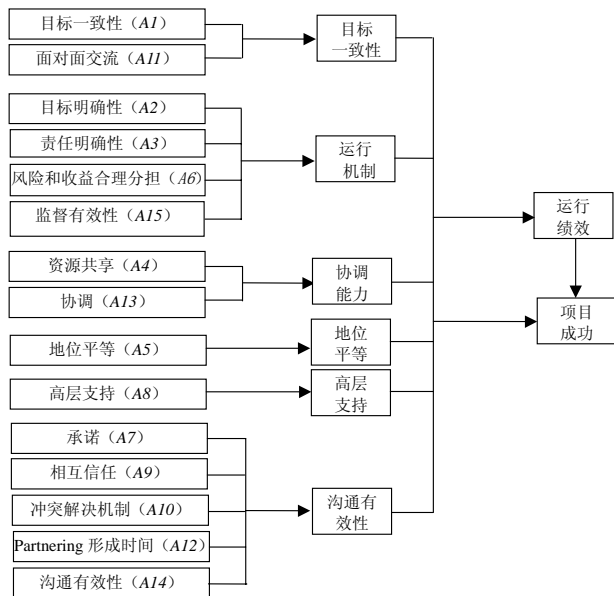 目标一致性（A1）
面对面交流（A11）
目标
一致性
目标明确性（A2）
责任明确性（A3）
风险和收益合理分担（A6）
监督有效性（A15）
运行
机制
资源共享（A4）
协调（A13）
协调
能力
地位平等（A5）
地位
平等
高层支持（A8）
高层
支持
承诺（A7）
相互信任（A9）
冲突解决机制（A10）
Partnering 形成时间（A12）
沟通有效性（A14）
沟通有
效性
运行
绩效
项目
成功